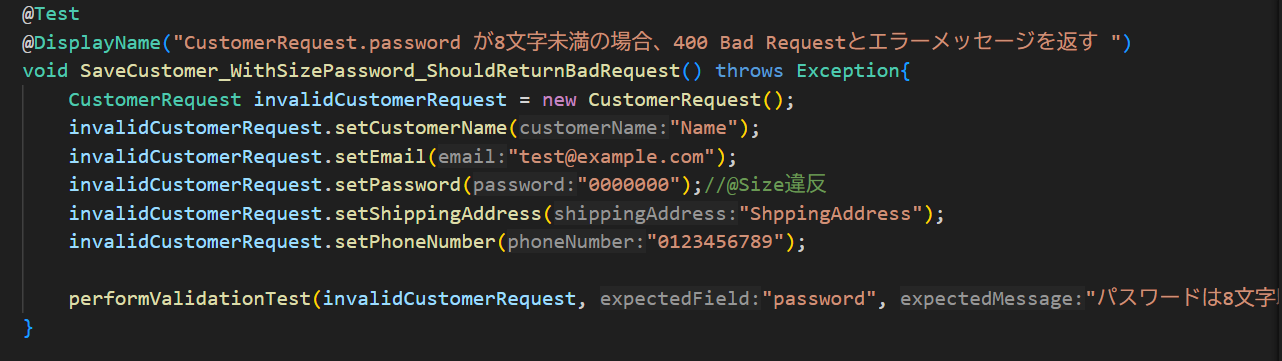 @Test
@DisplayName("CustomerRequest.password が8文字未満の場合、400 Bad Requestとエラーメッセージを返す ")
void SaveCustomer_WithSizePassword_ShouldReturnBadRequest() throws Exception{
CustomerRequest invalidCustomerRequest = new CustomerRequest();
invalidCustomerRequest.setCustomerName(customerName:"Name");
invalidCustomerRequest.setEmail(email:"test@example.com");
invalidCustomerRequest.setPassword(password:"0000000");//@Size違反
invalidCustomerRequest.setShippingAddress(shippingAddress:"ShppingAddress");
invalidCustomerRequest.setPhoneNumber(phoneNumber:"0123456789");
performValidationTest(invalidCustomerRequest, expectedField:"password", expectedMessage:"パスワードは8文字
}